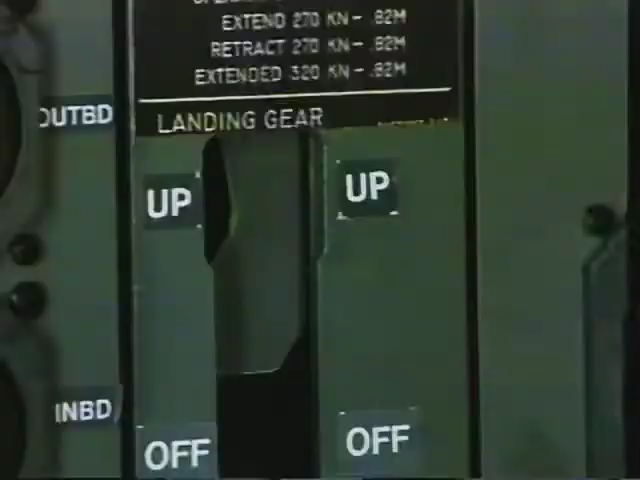 EXTEND 270 KN - .82M
RETRACT 270 KN - .82M
EXTENDED 320 KN - .82M
LANDING GEAR
OUTBD
UP
UP
INBD
OFF
OFF